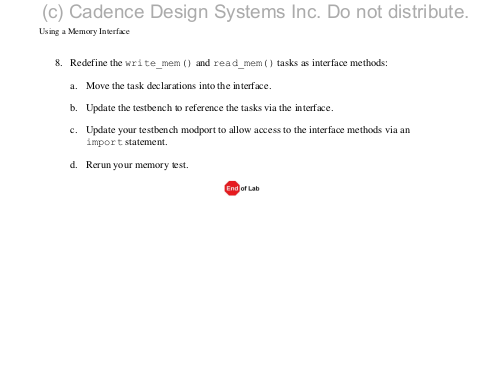 (c) Cadence Design Systems Inc. Do not distribute.
Using a Memory Interface
8. Redefine the write_mem() and read_mem() tasks as interface methods:
a. Move the task declarations into the interface.
b. Update the testbench to reference the tasks via the interface.
c. Update your testbench modport to allow access to the interface methods via an
import statement.
d. Rerun your memory test.
End of Lab